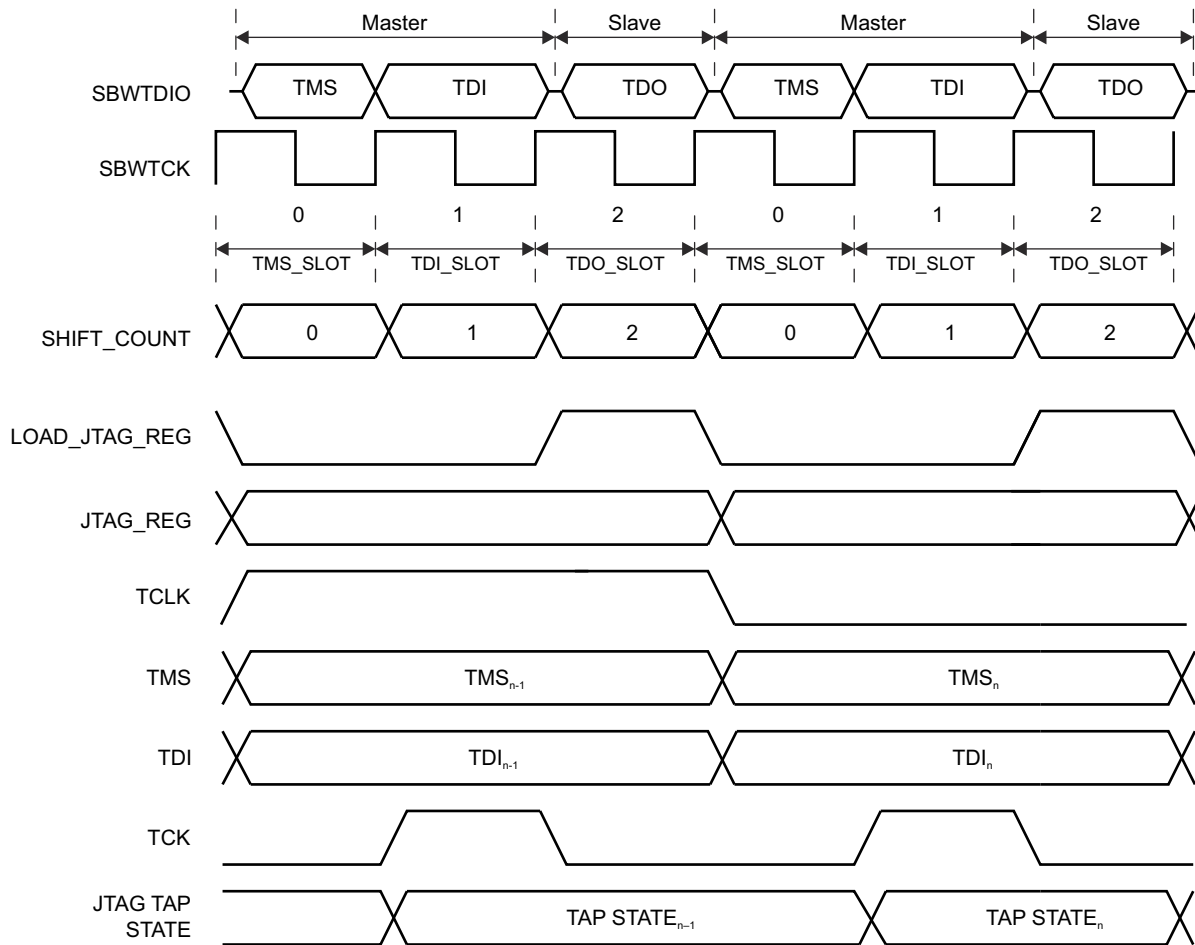 Master Slave Master Slave
SBWTDIO TMS TDI TDO TMS TDI TDO
SBWTCK
0 1 2 0 1 2
TMS_SLOT TDI_SLOT TDO_SLOT TMS_SLOT TDI_SLOT TDO_SLOT
SHIFT_COUNT 0 1 2 0 1 2
LOAD_JTAG_REG
JTAG_REG
TCLK
TMS TMSn-1 TMSn
TDI TDIn-1 TDIn
TCK
JTAG TAP
STATE TAP STATEn–1 TAP STATEn